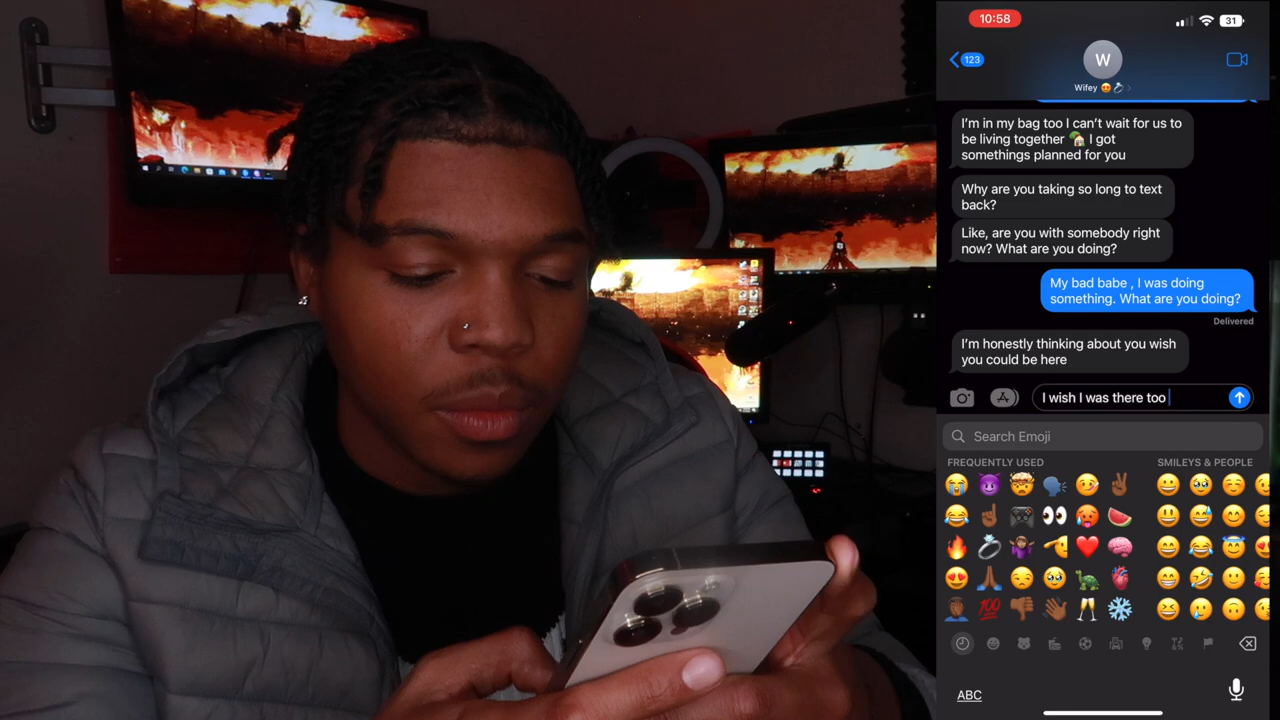 10:58
31
123
W
Wifey 😍 💍
I'm in my bag too I can't wait for us to
be living together 🏡 I got
somethings planned for you
Why are you taking so long to text
back?
Like, are you with somebody right
now? What are you doing?
My bad babe , I was doing
something. What are you doing?
Delivered
I'm honestly thinking about you wish
you could be here
I wish I was there too
Search Emoji
FREQUENTLY USED
SMILEYS & PEOPLE
ABC